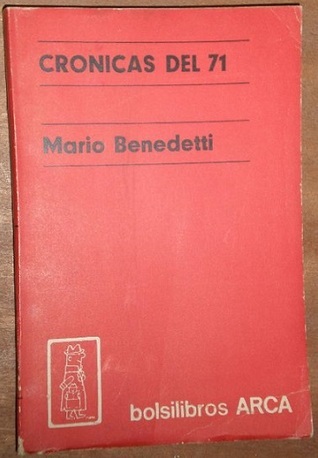 CRONICAS DEL 71
Mario Benedetti
bolsilibros ARCA